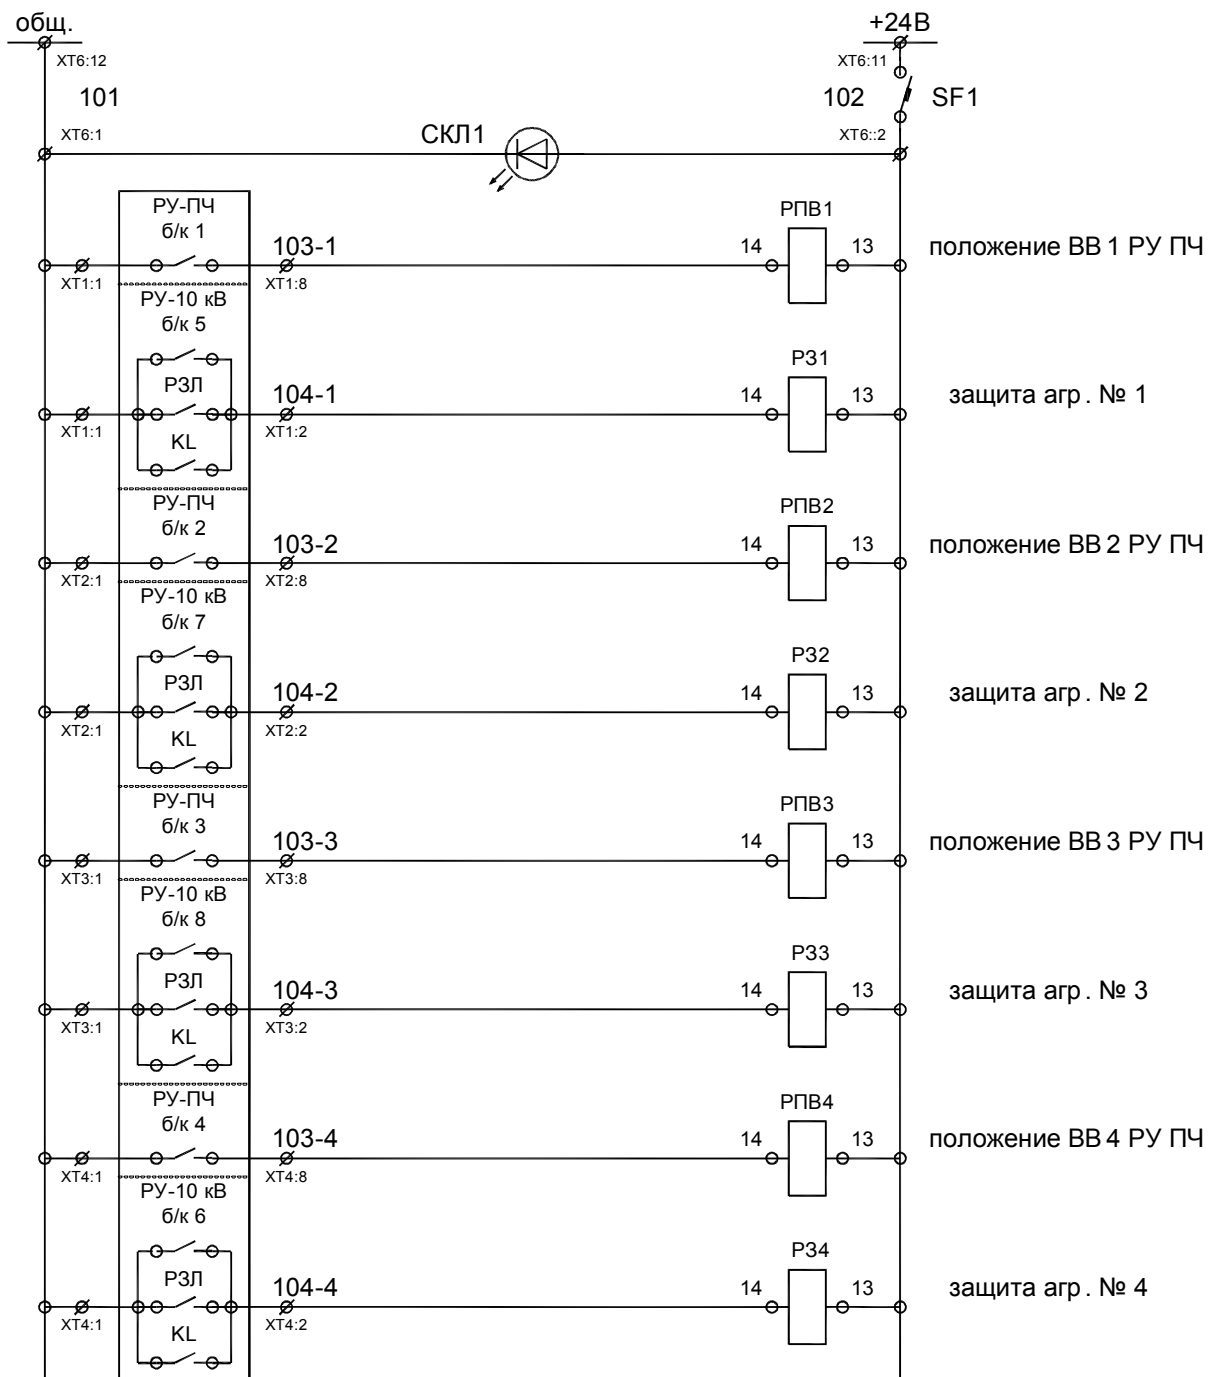 общ.
+24В
XT6:12
XT6:11
101
102
SF1
XT6:1
СКЛ1
XT6::2
РУ-ПЧ
б/к 1
РПВ1
103-1
14
13
положение ВВ 1 РУ ПЧ
XT1:1
XT1:8
РУ-10 кВ
б/к 5
РЗЛ
РЗ1
104-1
14
13
защита агр. № 1
XT1:1
XT1:2
KL
РУ-ПЧ
б/к 2
РПВ2
103-2
14
13
положение ВВ 2 РУ ПЧ
XT2:1
XT2:8
РУ-10 кВ
б/к 7
РЗЛ
РЗ2
104-2
14
13
защита агр. № 2
XT2:1
XT2:2
KL
РУ-ПЧ
б/к 3
РПВ3
103-3
14
13
положение ВВ 3 РУ ПЧ
XT3:1
XT3:8
РУ-10 кВ
б/к 8
РЗЛ
РЗ3
104-3
14
13
защита агр. № 3
XT3:1
XT3:2
KL
РУ-ПЧ
б/к 4
РПВ4
103-4
14
13
положение ВВ 4 РУ ПЧ
XT4:1
XT4:8
РУ-10 кВ
б/к 6
РЗЛ
РЗ4
104-4
14
13
защита агр. № 4
XT4:1
XT4:2
KL